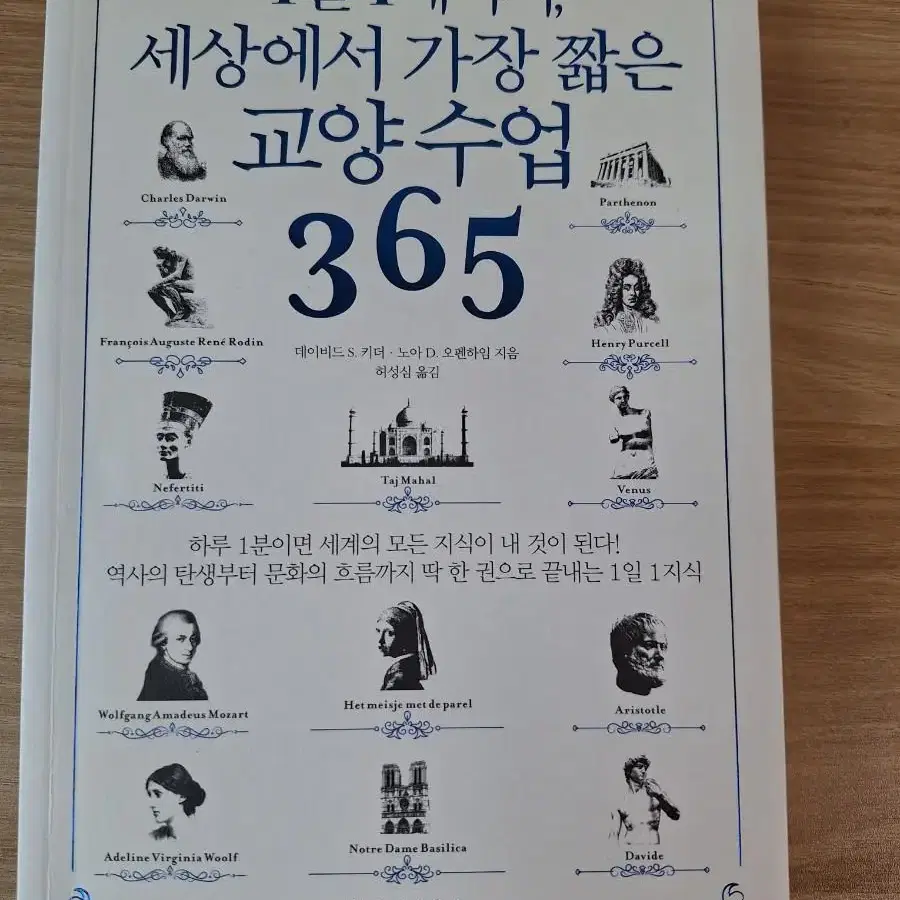 세상에서 가장 짧은
교양 수업
365
Charles Darwin
Parthenon
François Auguste René Rodin
데이비드 S. 키더 · 노아 D. 오펜하임 지음
허성심 옮김
Henry Purcell
Nefertiti
Taj Mahal
Venus
하루 1분이면 세계의 모든 지식이 내 것이 된다!
역사의 탄생부터 문화의 흐름까지 딱 한 권으로 끝내는 1일 1지식
Wolfgang Amadeus Mozart
Het meisje met de parel
Aristotle
Adeline Virginia Woolf
Notre Dame Basilica
Davide